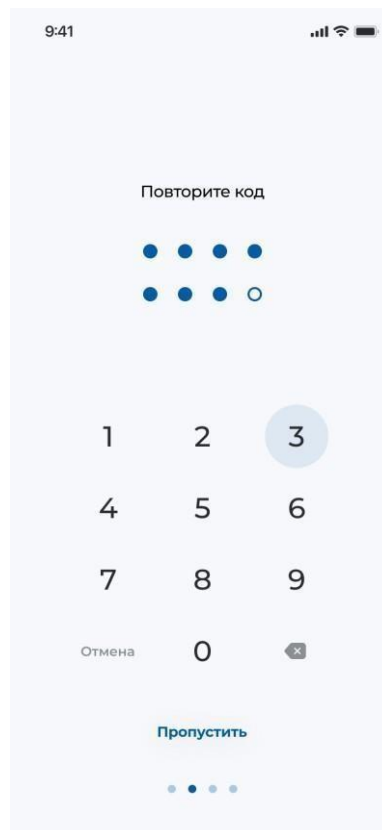 9:41
Повторите код
1 2 3
4 5 6
7 8 9
Отмена 0
Пропустить